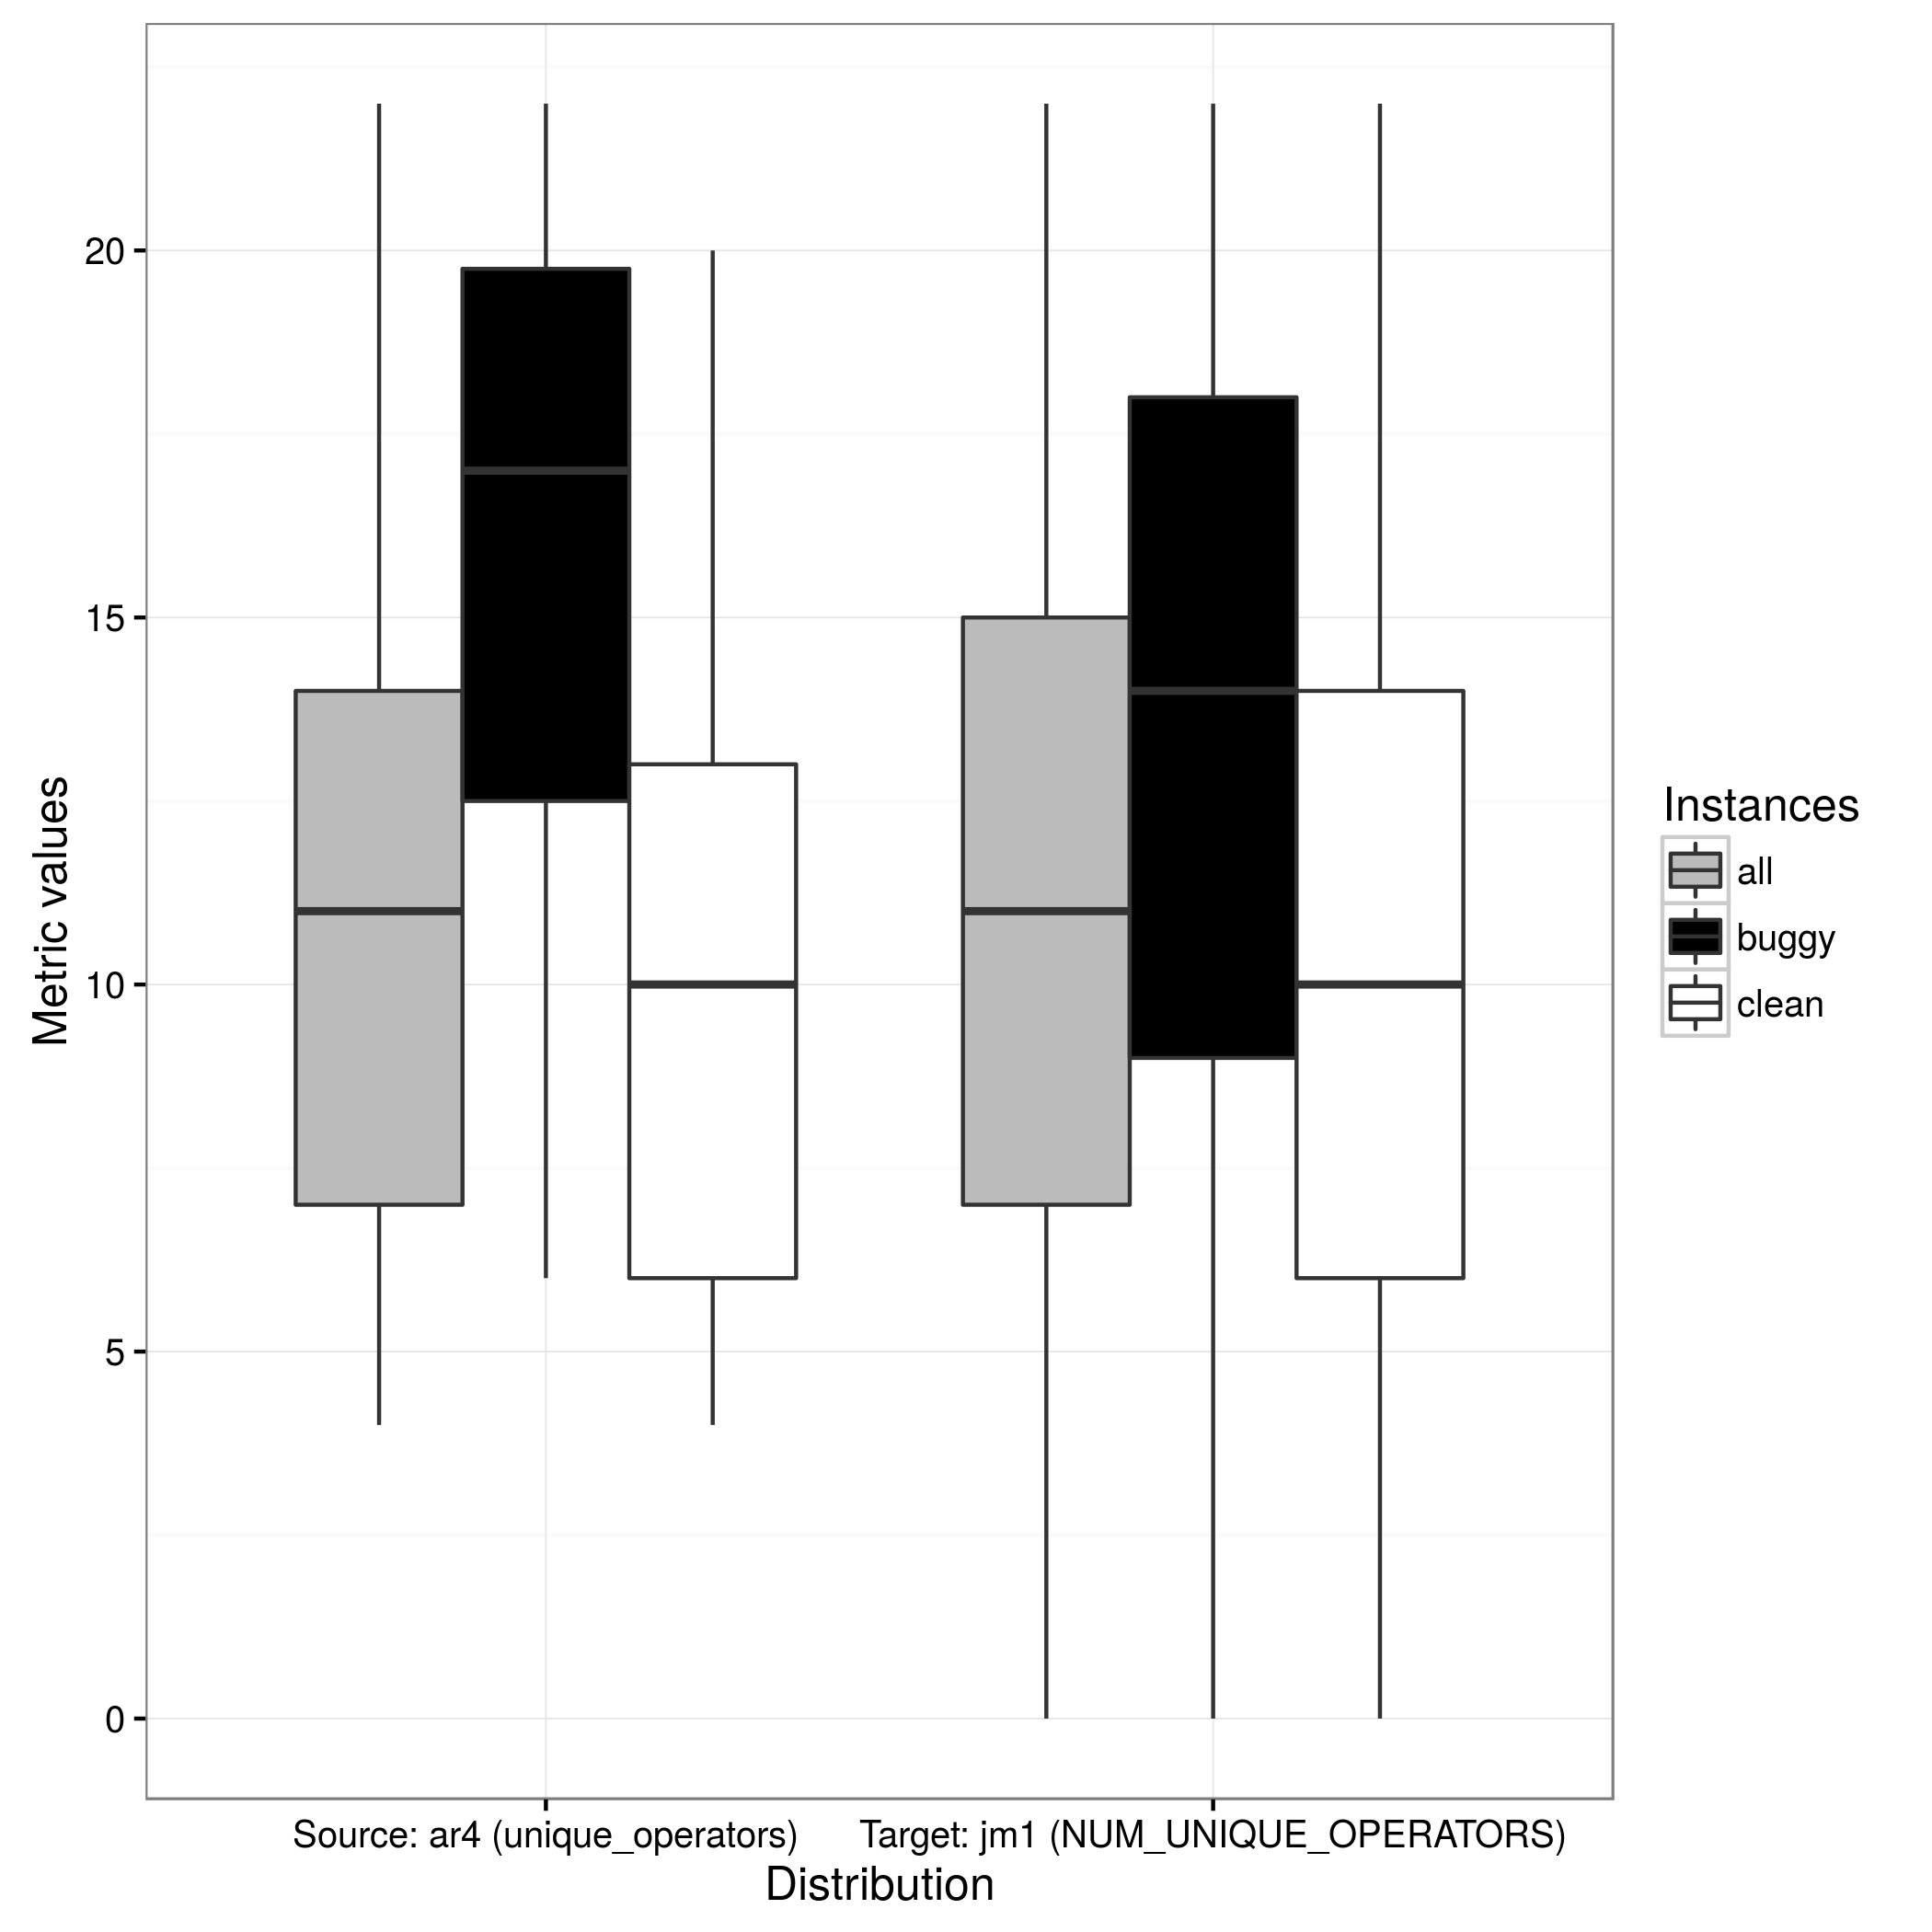 20
15
10
5
0
Metric values
Source: ar4 (unique_operators)
Target: jm1 (NUM_UNIQUE_OPERATORS)
Distribution
Instances
all
buggy
clean